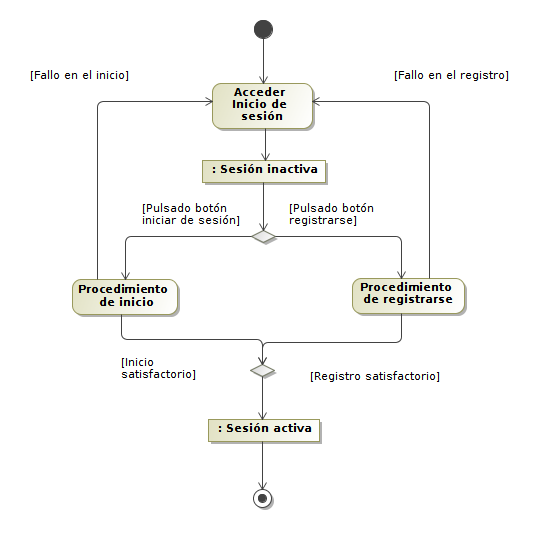 [Fallo en el inicio]
[Fallo en el registro]
Acceder
Inicio de
sesión
: Sesión inactiva
[Pulsado botón
iniciar de sesión]
[Pulsado botón
registrarse]
Procedimiento
de inicio
Procedimiento
de registrarse
[Inicio
satisfactorio]
[Registro satisfactorio]
: Sesión activa